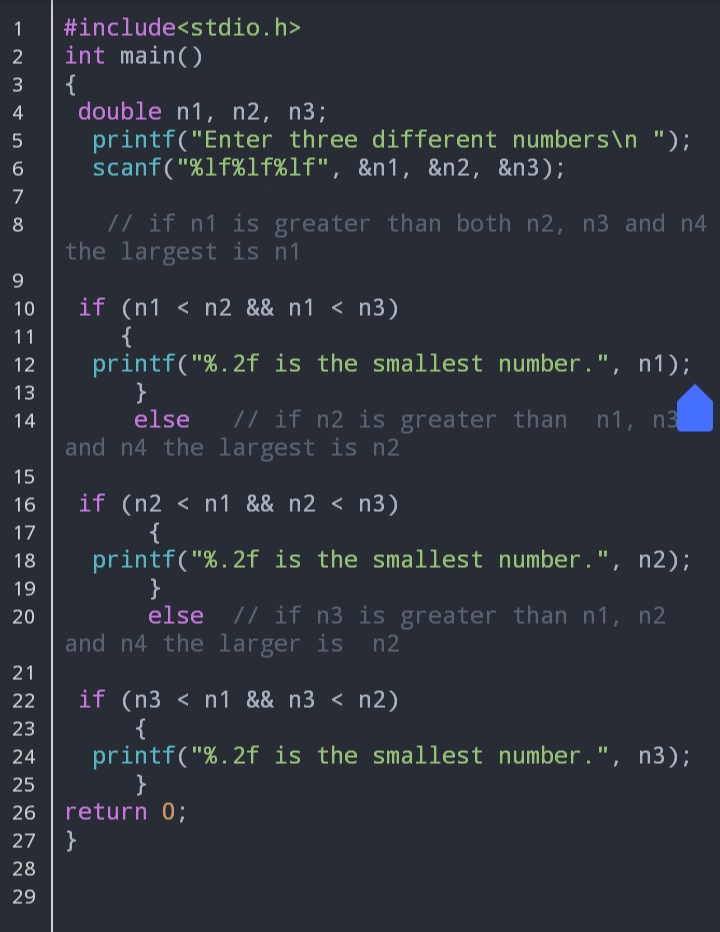 1 #include<stdio.h>
2 int main()
3 {
4 double n1, n2, n3;
5 printf("Enter three different numbers\n ");
6 scanf("%lf%lf%lf", &n1, &n2, &n3);
7
8 // if n1 is greater than both n2, n3 and n4
the largest is n1
9
10 if (n1 < n2 && n1 < n3)
11 {
12 printf("%.2f is the smallest number.", n1);
13 }
14 else // if n2 is greater than n1, n3
and n4 the largest is n2
15
16 if (n2 < n1 && n2 < n3)
17 {
18 printf("%.2f is the smallest number.", n2);
19 }
20 else // if n3 is greater than n1, n2
and n4 the larger is n2
21
22 if (n3 < n1 && n3 < n2)
23 {
24 printf("%.2f is the smallest number.", n3);
25 }
26 return 0;
27 }
28
29